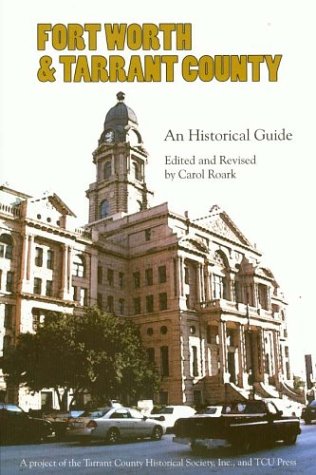 FORT WORTH
& TARRANT COUNTY
An Historical Guide
Edited and Revised
by Carol Roark
A project of the Tarrant County Historical Society, Inc., and TCU Press